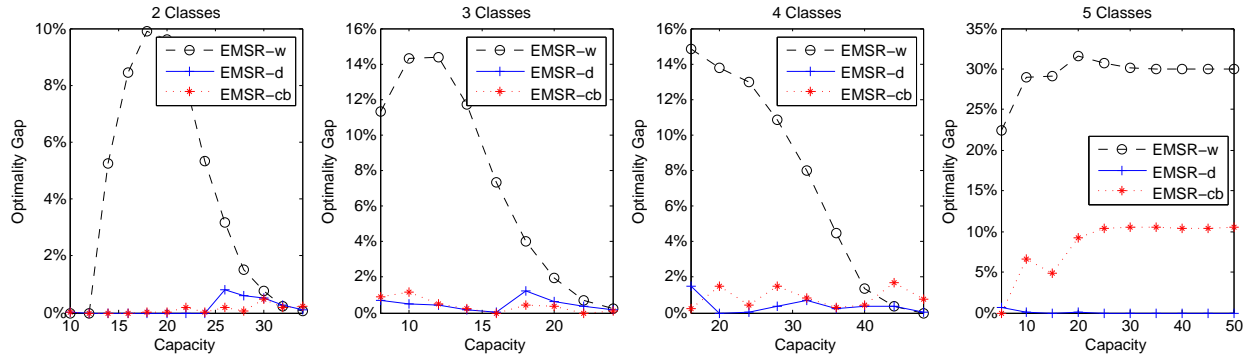 2 Classes
10%
8%
6%
4%
2%
0%
10
15
20
25
30
Optimality Gap
Capacity
EMSR-w
EMSR-d
EMSR-cb
3 Classes
16%
14%
12%
10%
8%
6%
4%
2%
0%
10
15
20
Optimality Gap
Capacity
EMSR-w
EMSR-d
EMSR-cb
4 Classes
16%
14%
12%
10%
8%
6%
4%
2%
0%
20
30
40
Optimality Gap
Capacity
EMSR-w
EMSR-d
EMSR-cb
5 Classes
35%
30%
25%
20%
15%
10%
5%
0%
10
20
30
40
50
Optimality Gap
Capacity
EMSR-w
EMSR-d
EMSR-cb